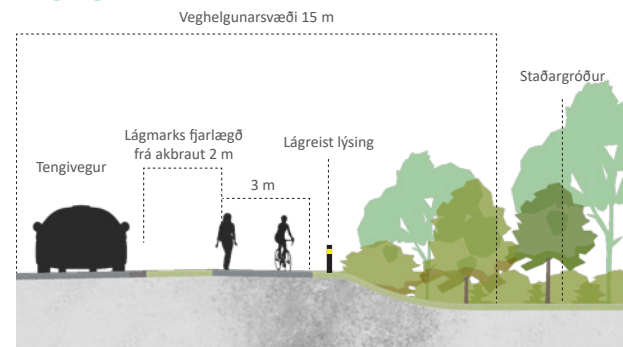 Veghelgunarsvæði 15 m
Staðargróður
Lágmarks fjarlægð
frá akbraut 2 m
Lágreist lýsing
Tengivegur
3 m